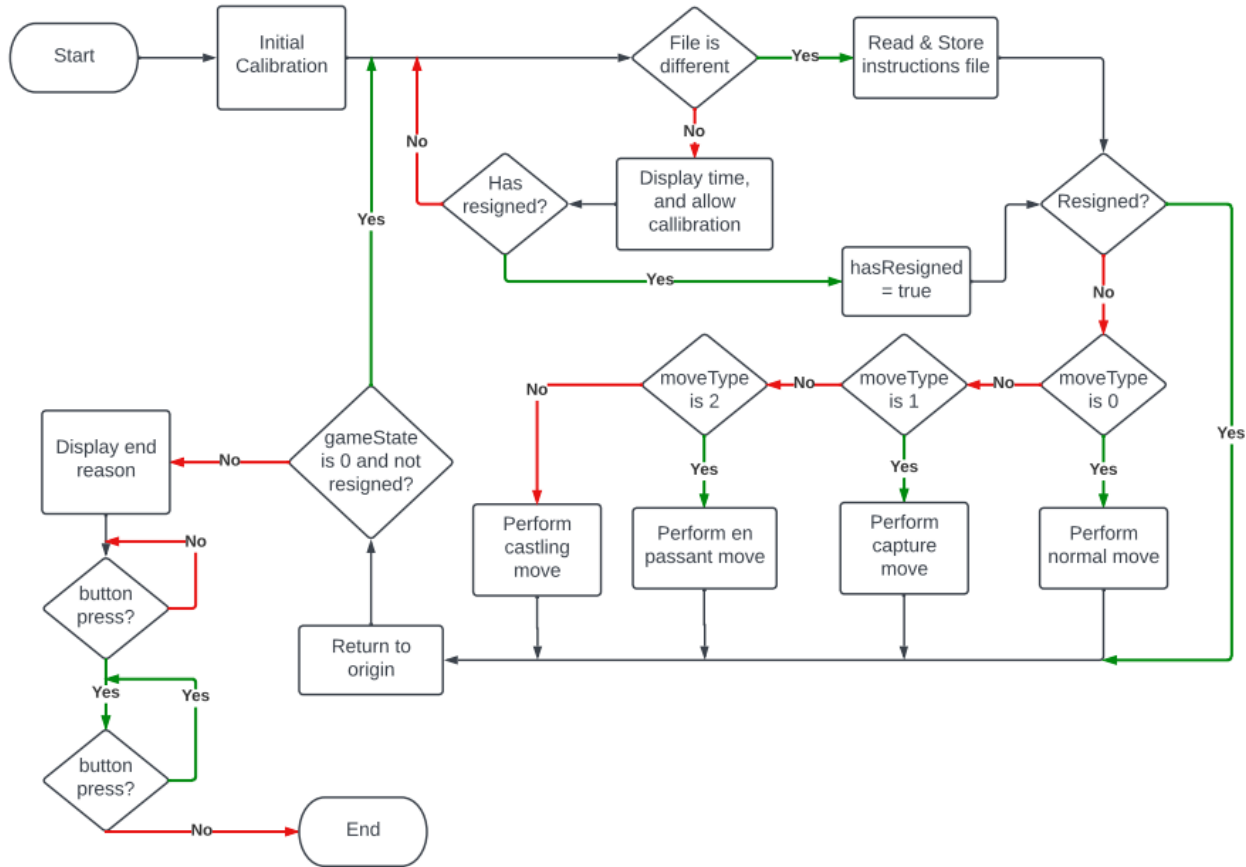 Start
Initial
Calibration
File is
different
Yes
Read & Store
instructions file
No
No
Has
resigned?
Display time,
and allow
callibration
Resigned?
Yes
Yes
hasResigned
= true
No
moveType
is 2
No
moveType
is 1
No
moveType
is 0
No
Yes
Display end
reason
No
gameState
is 0 and not
resigned?
Yes
Yes
Yes
Perform
castling
move
Perform en
passant move
Perform
capture
move
Perform
normal move
No
button
press?
Return to
origin
Yes
Yes
button
press?
No
End